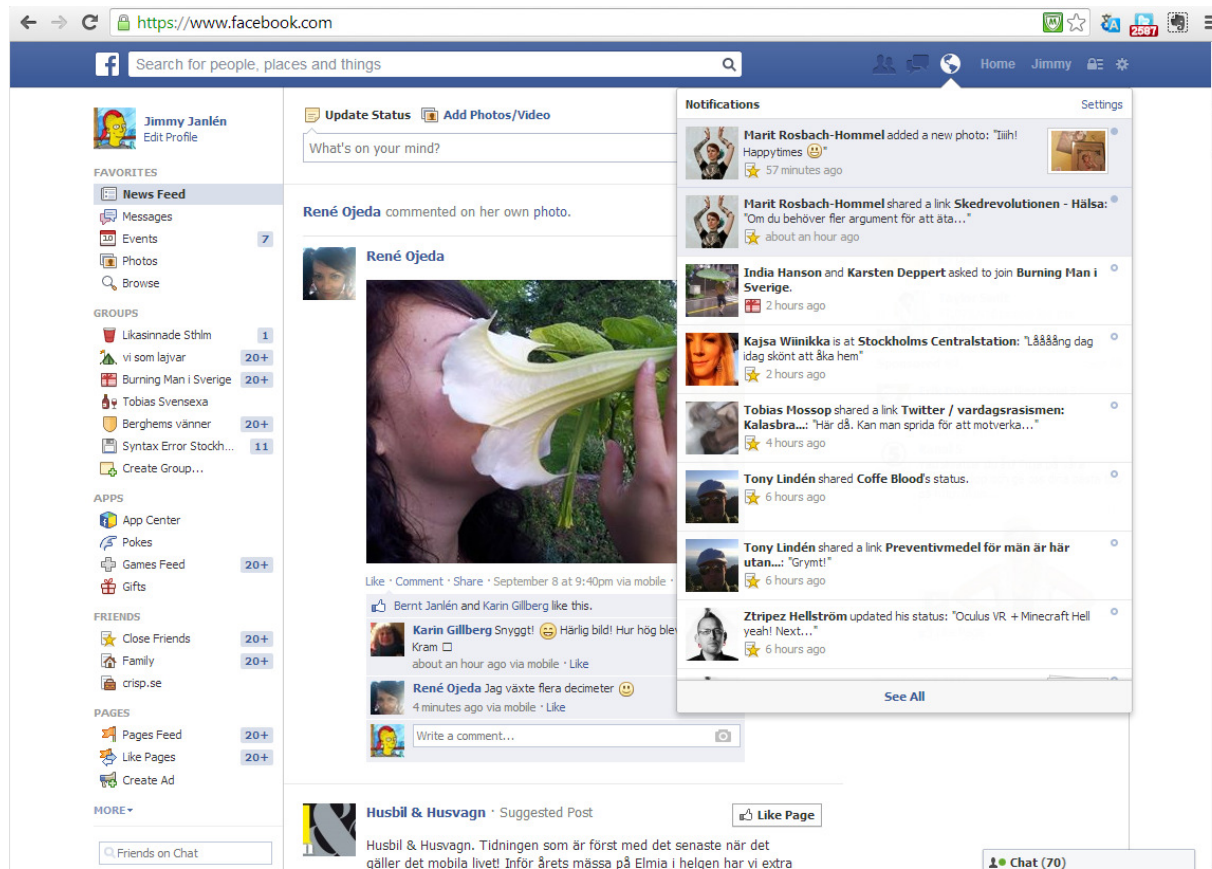 https://www.facebook.com
2587
Search for people, places and things
Home Jimmy
Jimmy Janlén
Edit Profile
FAVORITES
News Feed
Messages
Events 7
Photos
Browse
GROUPS
Likasinnade Sthlm 1
vi som lajvar 20+
Burning Man i Sverige 20+
Tobias Svensexa
Berghems vänner 20+
Syntax Error Stockh... 11
Create Group...
APPS
App Center
Pokes
Games Feed 20+
Gifts
FRIENDS
Close Friends 20+
Family 20+
crisp.se
PAGES
Pages Feed 20+
Like Pages 20+
Create Ad
MORE
Friends on Chat
Update Status Add Photos/Video
What's on your mind?
René Ojeda commented on her own photo.
René Ojeda
Like · Comment · Share · September 8 at 9:40pm via mobile ·
Bernt Janlén and Karin Gillberg like this.
Karin Gillberg Snyggt! 😄 Härlig bild! Hur hög blev
Kram □
about an hour ago via mobile · Like
René Ojeda Jag växte flera decimeter 🙂
4 minutes ago via mobile · Like
Write a comment...
Husbil & Husvagn · Suggested Post
Like Page
Husbil & Husvagn. Tidningen som är först med det senaste när det
gäller det mobila livet! Inför årets mässa på Elmia i helgen har vi extra
Notifications Settings
Marit Rosbach-Hommel added a new photo: "Iiih!
Happytimes 😃"
57 minutes ago
Marit Rosbach-Hommel shared a link Skedrevolutionen - Hälsa:
"Om du behöver fler argument för att äta..."
about an hour ago
India Hanson and Karsten Deppert asked to join Burning Man i
Sverige.
2 hours ago
Kajsa Wiinikka is at Stockholms Centralstation: "Låååång dag
idag skönt att åka hem"
2 hours ago
Tobias Mossop shared a link Twitter / vardagsrasismen:
Kalasbra...: "Här då. Kan man sprida för att motverka..."
4 hours ago
Tony Lindén shared Coffe Blood's status.
6 hours ago
Tony Lindén shared a link Preventivmedel för män är här
utan...: "Grymt!"
6 hours ago
Ztripez Hellström updated his status: "Oculus VR + Minecraft Hell
yeah! Next..."
6 hours ago
See All
Chat (70)